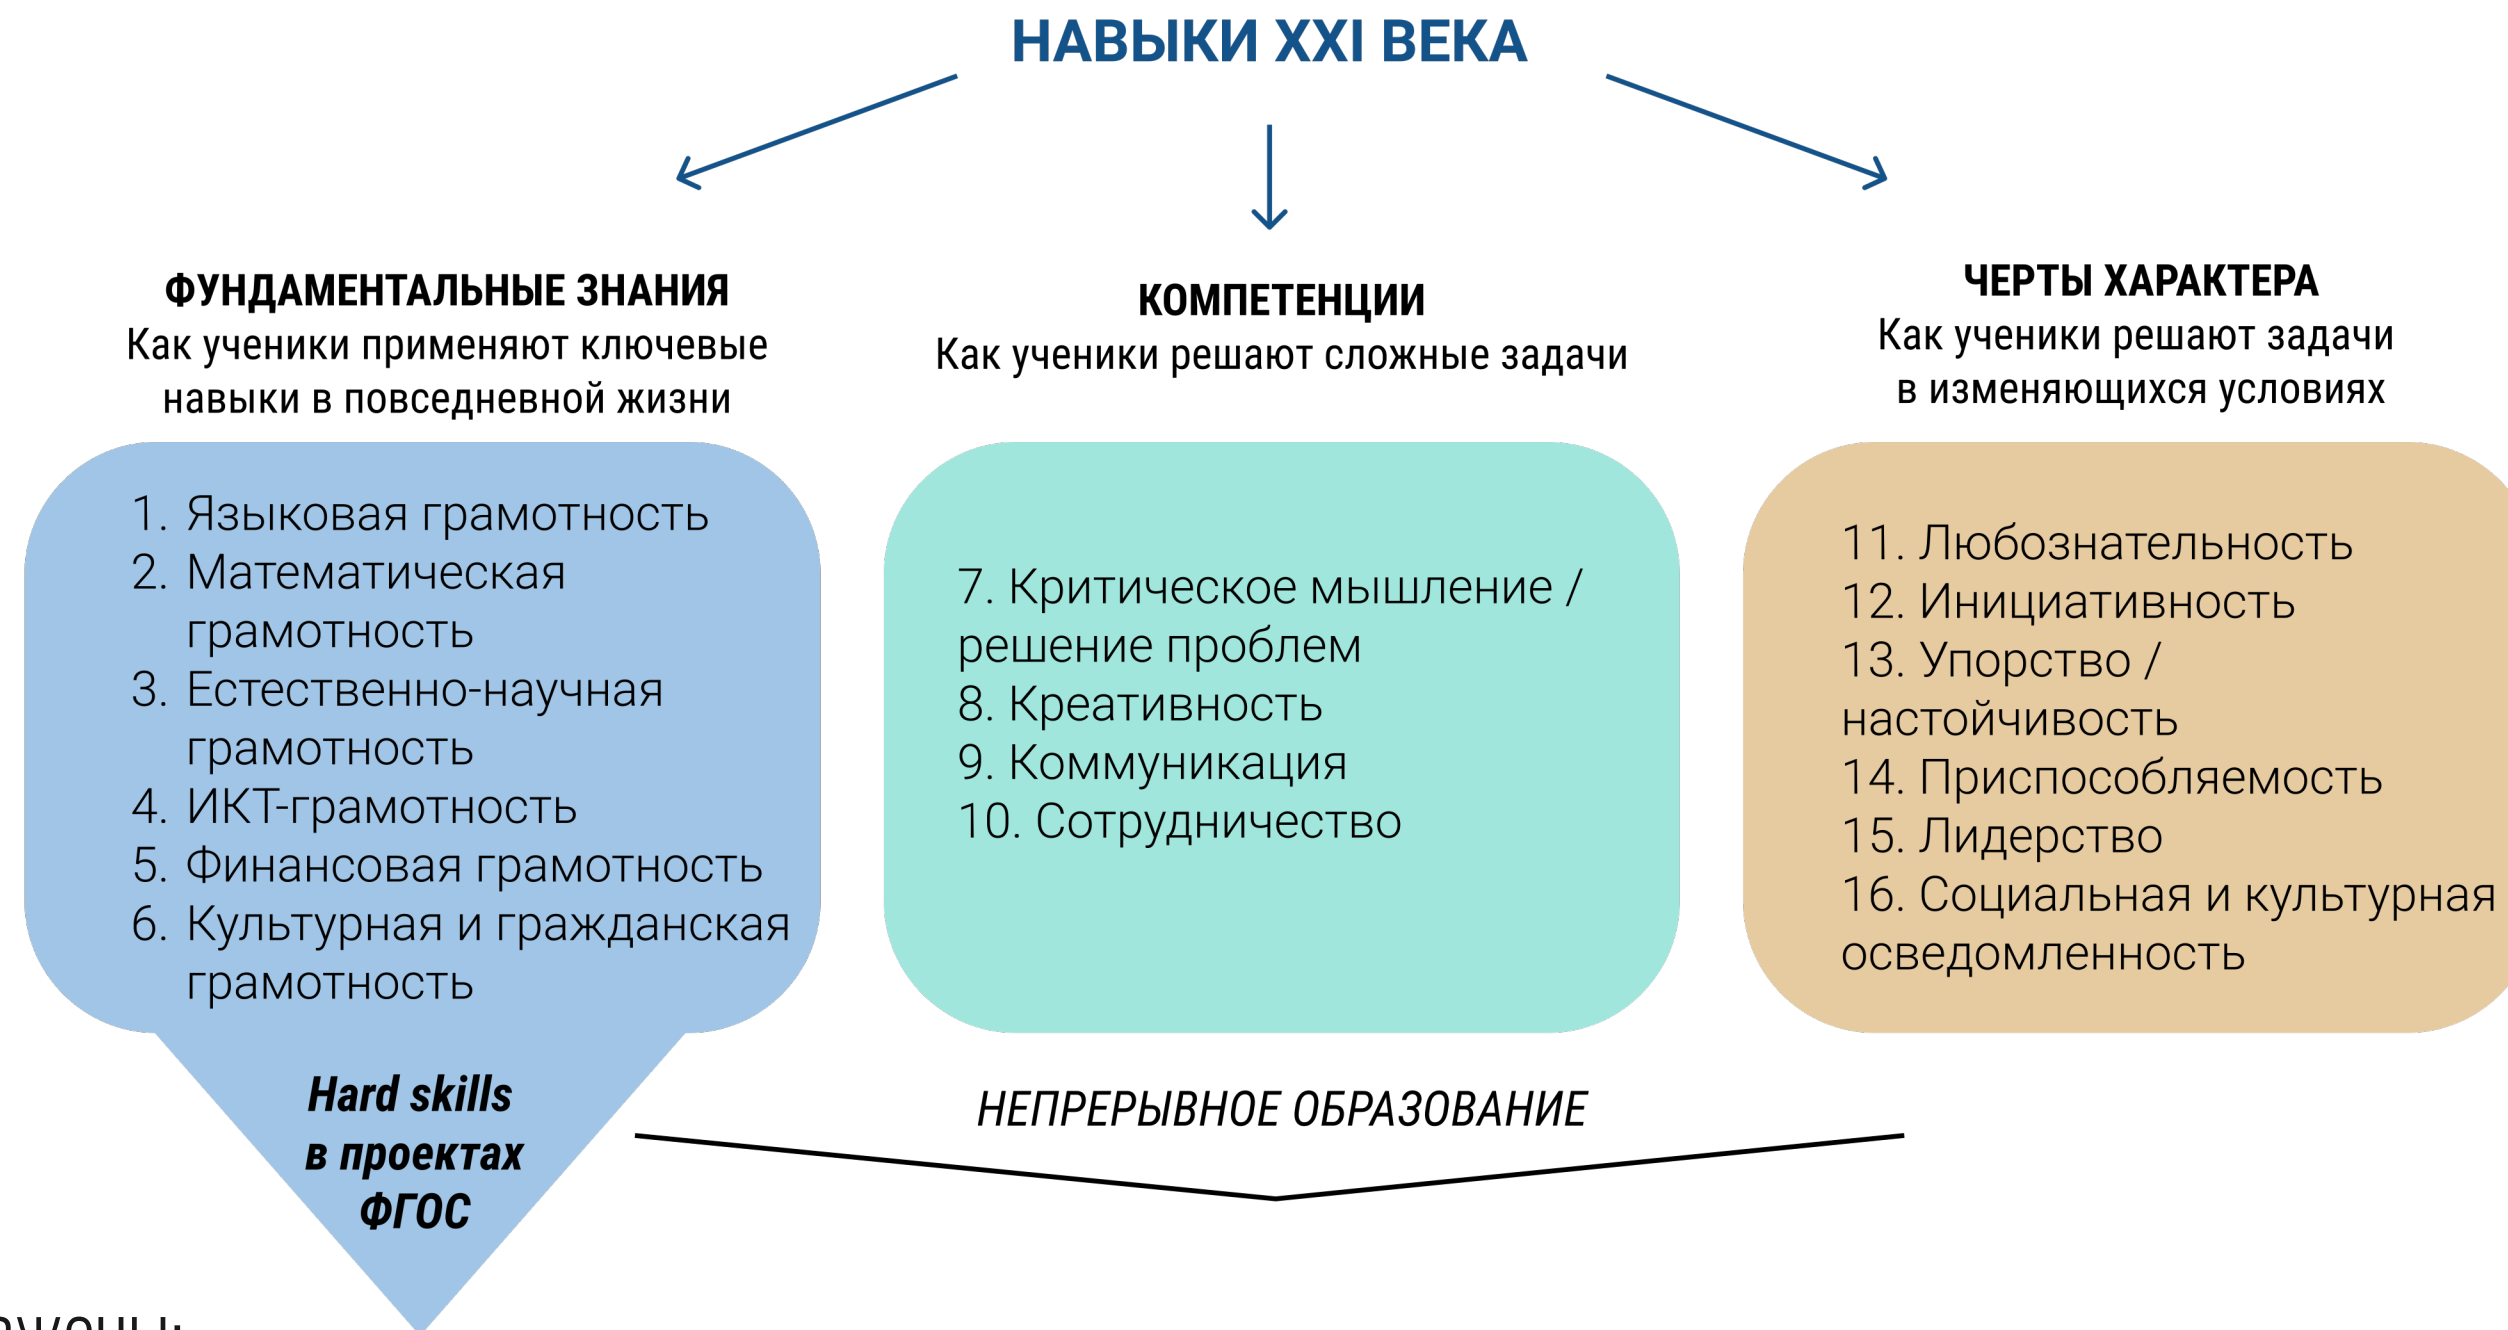 НАВЫКИ XXI ВЕКА
ФУНДАМЕНТАЛЬНЫЕ ЗНАНИЯ
Как ученики применяют ключевые
навыки в повседневной жизни
1. Языковая грамотность
2. Математическая
грамотность
3. Естественно-научная
грамотность
4. ИКТ-грамотность
5. Финансовая грамотность
6. Культурная и гражданская
грамотность
Hard skills
в проектах
ФГОС
КОМПЕТЕНЦИИ
Как ученики решают сложные задачи
7. Критическое мышление /
решение проблем
8. Креативность
9. Коммуникация
10. Сотрудничество
ЧЕРТЫ ХАРАКТЕРА
Как ученики решают задачи
в изменяющихся условиях
11. Любознательность
12. Инициативность
13. Упорство /
настойчивость
14. Приспособляемость
15. Лидерство
16. Социальная и культурная
осведомленность
НЕПРЕРЫВНОЕ ОБРАЗОВАНИЕ